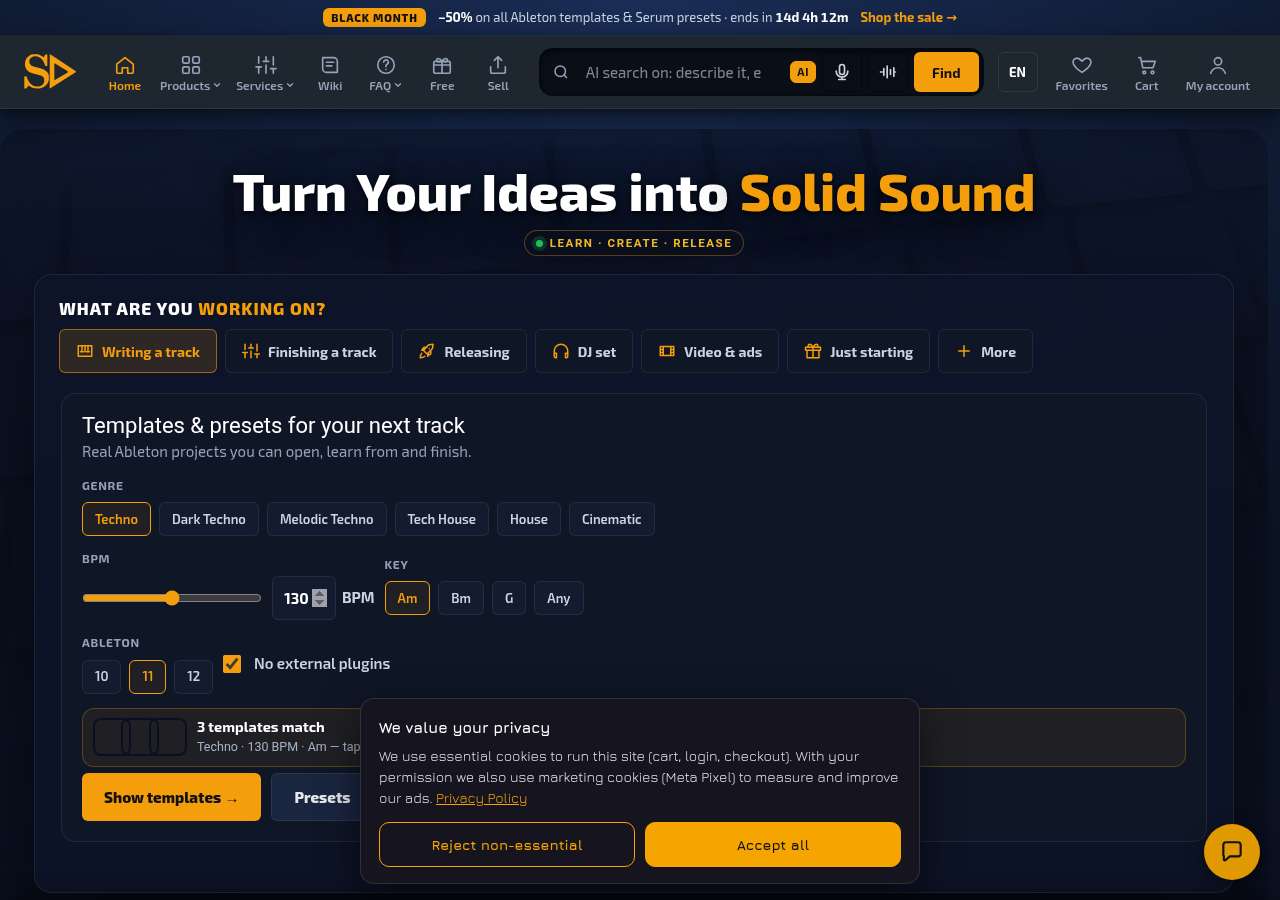 BLACK MONTH −50% on all Ableton templates & Serum presets · ends in 14d 4h 12m Shop the sale →
Home Products Services Wiki FAQ Free Sell
AI search on: describe it, e
AI
Find
EN
Favorites Cart My account
Turn Your Ideas into Solid Sound
LEARN · CREATE · RELEASE
WHAT ARE YOU WORKING ON?
Writing a track Finishing a track Releasing DJ set Video & ads Just starting More
Templates & presets for your next track
Real Ableton projects you can open, learn from and finish.
GENRE
Techno Dark Techno Melodic Techno Tech House House Cinematic
BPM
130 BPM
KEY
Am Bm G Any
ABLETON
10 11 12
No external plugins
3 templates match
Techno · 130 BPM · Am — tap
Show templates → Presets
We value your privacy
We use essential cookies to run this site (cart, login, checkout). With your
permission we also use marketing cookies (Meta Pixel) to measure and improve
our ads. Privacy Policy
Reject non-essential Accept all